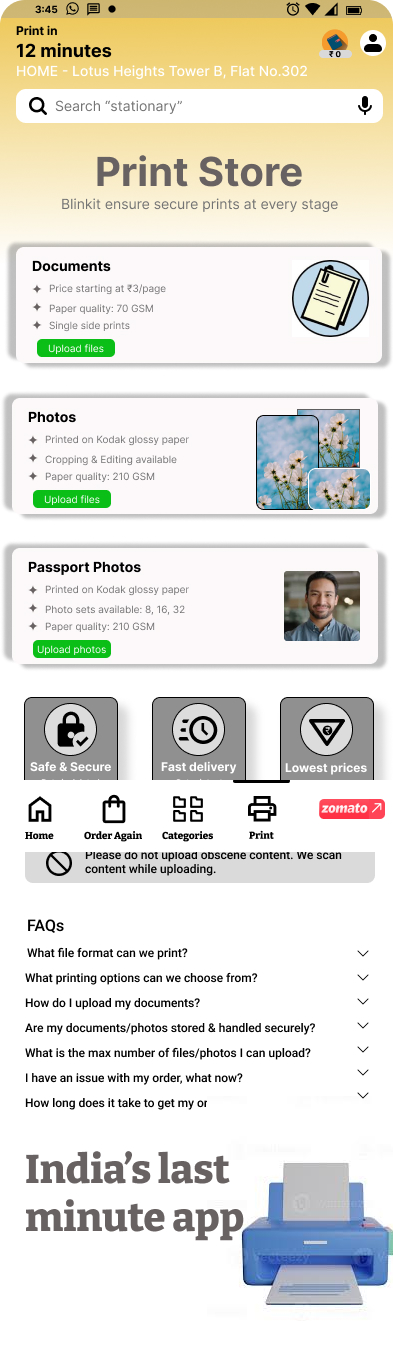 3:45
Print in
12 minutes
₹ 0
HOME - Lotus Heights Tower B, Flat No.302
Search “stationary”
Print Store
Blinkit ensure secure prints at every stage
Documents
Price starting at ₹3/page
Paper quality: 70 GSM
Single side prints
Upload files
Photos
Printed on Kodak glossy paper
Cropping & Editing available
Paper quality: 210 GSM
Upload files
Passport Photos
Printed on Kodak glossy paper
Photo sets available: 8, 16, 32
Paper quality: 210 GSM
Upload photos
Safe & Secure
Fast delivery
Lowest prices
₹
Home
Order Again
Categories
Print
zomato
Please do not upload obscene content. We scan
content while uploading.
FAQs
What file format can we print?
What printing options can we choose from?
How do I upload my documents?
Are my documents/photos stored & handled securely?
What is the max number of files/photos I can upload?
I have an issue with my order, what now?
How long does it take to get my or
India’s last
minute app